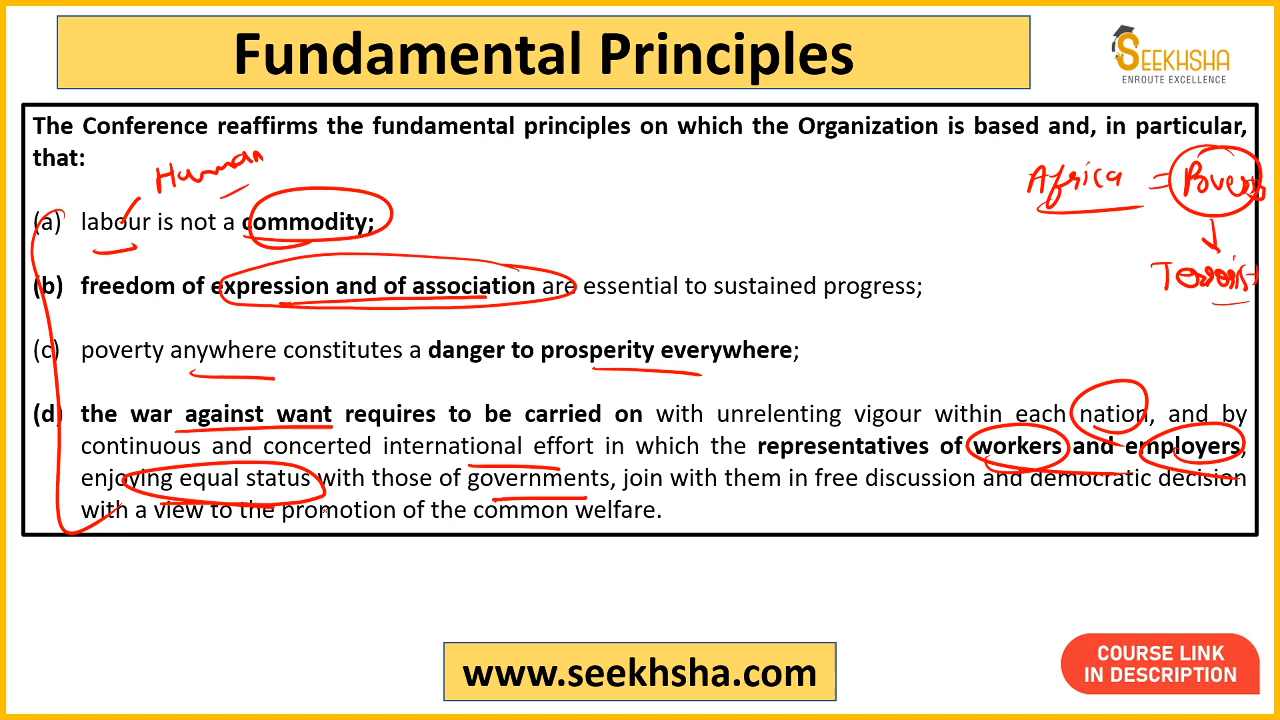 Fundamental Principles
SEEKHSHA
ENROUTE EXCELLENCE
The Conference reaffirms the fundamental principles on which the Organization is based and, in particular,
that:
Human
Africa = Poverty
(a) labour is not a commodity;
Terrorist
(b) freedom of expression and of association are essential to sustained progress;
(c) poverty anywhere constitutes a danger to prosperity everywhere;
(d) the war against want requires to be carried on with unrelenting vigour within each nation, and by
continuous and concerted international effort in which the representatives of workers and employers,
enjoying equal status with those of governments, join with them in free discussion and democratic decision
with a view to the promotion of the common welfare.
www.seekhsha.com
COURSE LINK
IN DESCRIPTION